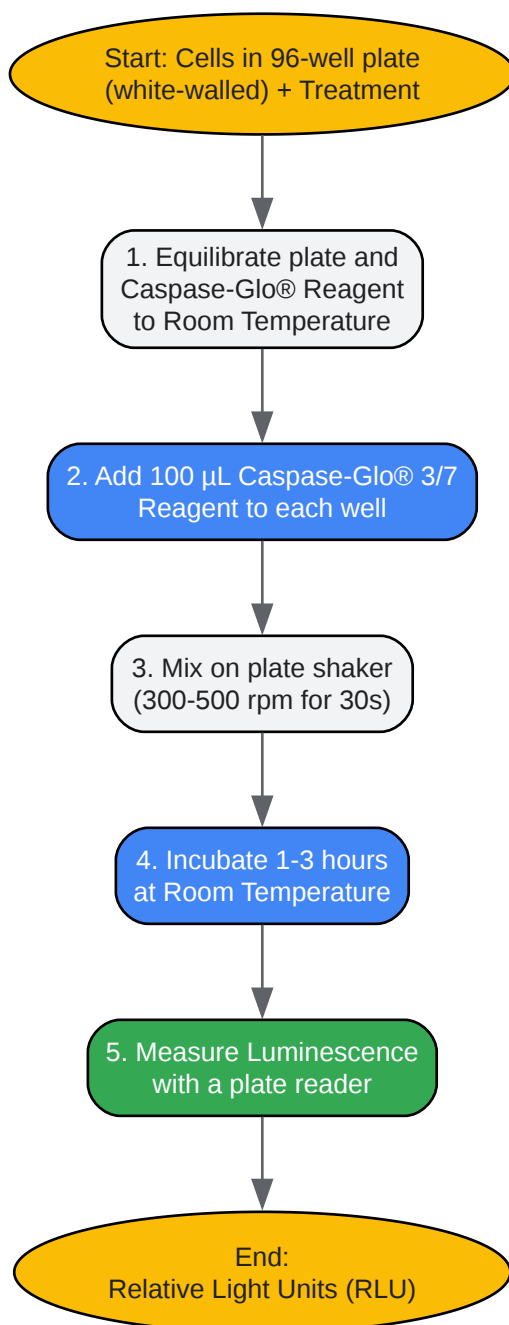 Start: Cells in 96-well plate
(white-walled) + Treatment
1. Equilibrate plate and
Caspase-Glo® Reagent
to Room Temperature
2. Add 100 µL Caspase-Glo® 3/7
Reagent to each well
3. Mix on plate shaker
(300-500 rpm for 30s)
4. Incubate 1-3 hours
at Room Temperature
5. Measure Luminescence
with a plate reader
End:
Relative Light Units (RLU)